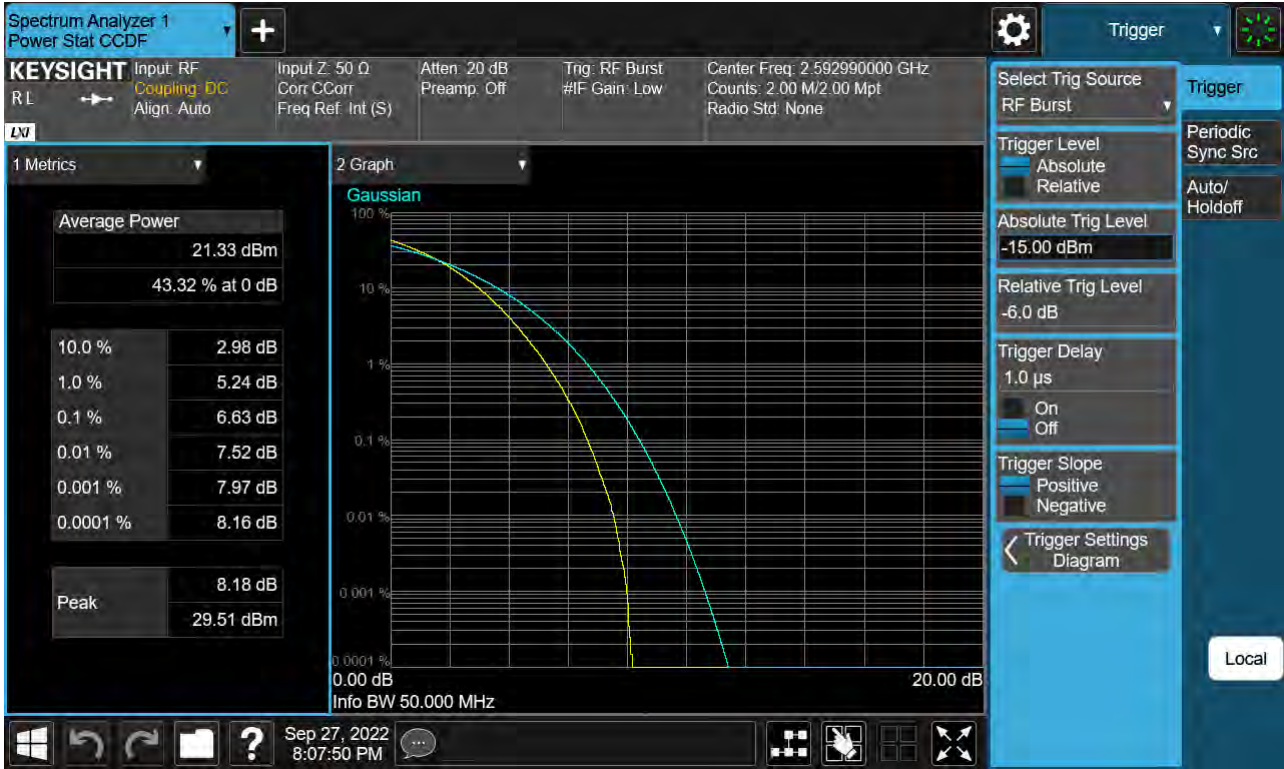 Spectrum Analyzer 1
Power Stat CCDF
+
Trigger
KEYSIGHT
R L
LXI
Input: RF
Coupling: DC
Align: Auto
Input Z: 50 Ω
Corr CCorr
Freq Ref: Int (S)
Atten: 20 dB
Preamp: Off
Trig: RF Burst
#IF Gain: Low
Center Freq: 2.592990000 GHz
Counts: 2.00 M/2.00 Mpt
Radio Std: None
1 Metrics
Average Power
21.33 dBm
43.32 % at 0 dB
10.0 % 2.98 dB
1.0 % 5.24 dB
0.1 % 6.63 dB
0.01 % 7.52 dB
0.001 % 7.97 dB
0.0001 % 8.16 dB
Peak
8.18 dB
29.51 dBm
2 Graph
Gaussian
100 %
10 %
1 %
0.1 %
0.01 %
0.001 %
0.0001 %
0.00 dB 20.00 dB
Info BW 50.000 MHz
Select Trig Source
RF Burst
Trigger Level
Absolute
Relative
Absolute Trig Level
-15.00 dBm
Relative Trig Level
-6.0 dB
Trigger Delay
1.0 µs
On
Off
Trigger Slope
Positive
Negative
Trigger Settings
Diagram
Trigger
Periodic
Sync Src
Auto/
Holdoff
Local
?
Sep 27, 2022
8:07:50 PM